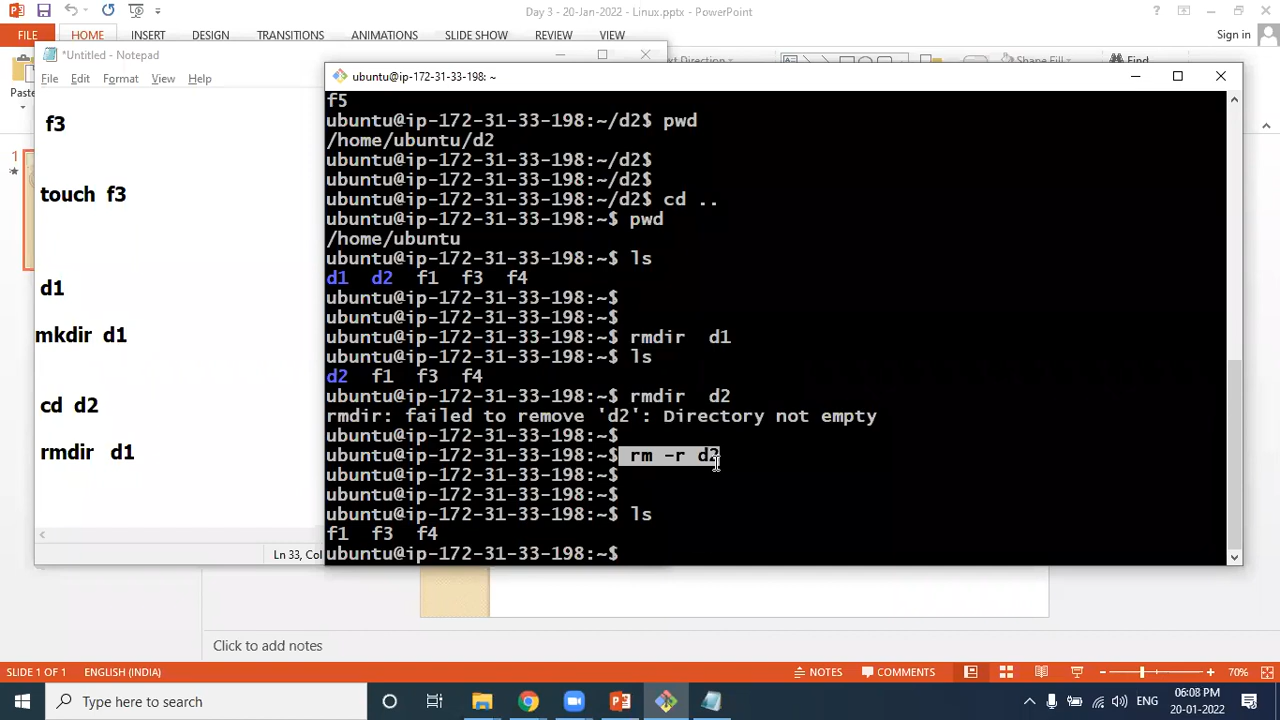 Day 3 - 20-Jan-2022 - Linux.pptx - PowerPoint
FILE HOME INSERT DESIGN TRANSITIONS ANIMATIONS SLIDE SHOW REVIEW VIEW Sign in
Paste
Find
1
*Untitled - Notepad
File Edit Format View Help
f3
touch f3
d1
mkdir d1
cd d2
rmdir d1
Ln 33, Col
ubuntu@ip-172-31-33-198: ~
f5
ubuntu@ip-172-31-33-198:~/d2$ pwd
/home/ubuntu/d2
ubuntu@ip-172-31-33-198:~/d2$
ubuntu@ip-172-31-33-198:~/d2$
ubuntu@ip-172-31-33-198:~/d2$ cd ..
ubuntu@ip-172-31-33-198:~$ pwd
/home/ubuntu
ubuntu@ip-172-31-33-198:~$ ls
d1 d2 f1 f3 f4
ubuntu@ip-172-31-33-198:~$
ubuntu@ip-172-31-33-198:~$
ubuntu@ip-172-31-33-198:~$ rmdir d1
ubuntu@ip-172-31-33-198:~$ ls
d2 f1 f3 f4
ubuntu@ip-172-31-33-198:~$ rmdir d2
rmdir: failed to remove 'd2': Directory not empty
ubuntu@ip-172-31-33-198:~$
ubuntu@ip-172-31-33-198:~$ rm -r d2
ubuntu@ip-172-31-33-198:~$
ubuntu@ip-172-31-33-198:~$
ubuntu@ip-172-31-33-198:~$ ls
f1 f3 f4
ubuntu@ip-172-31-33-198:~$
Click to add notes
SLIDE 1 OF 1 ENGLISH (INDIA) NOTES COMMENTS 70%
Type here to search
ENG
06:08 PM
20-01-2022